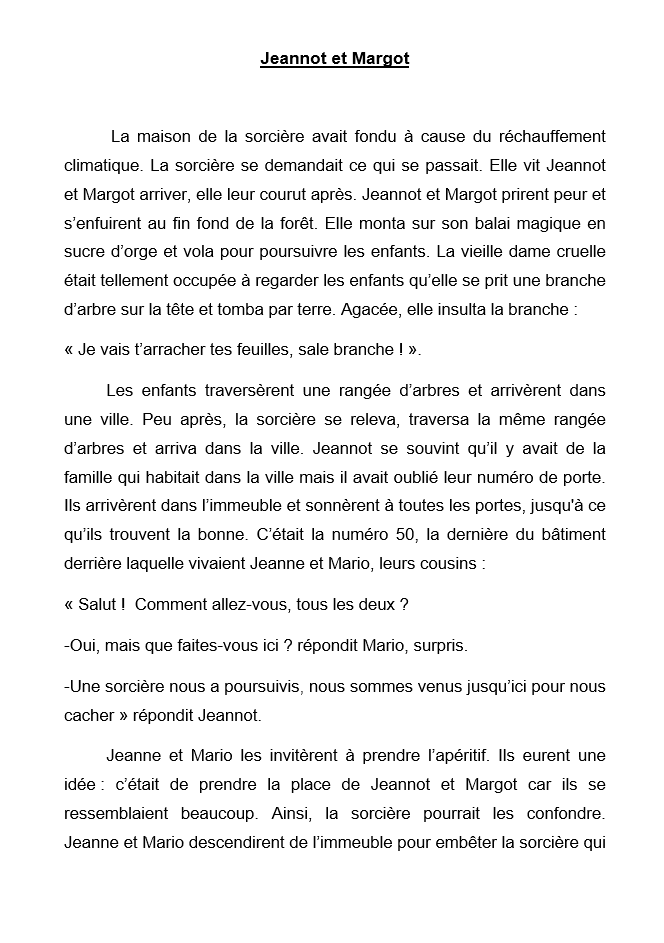 Jeannot et Margot
La maison de la sorcière avait fondu à cause du réchauffement
climatique. La sorcière se demandait ce qui se passait. Elle vit Jeannot
et Margot arriver, elle leur courut après. Jeannot et Margot prirent peur et
s’enfuirent au fin fond de la forêt. Elle monta sur son balai magique en
sucre d’orge et vola pour poursuivre les enfants. La vieille dame cruelle
était tellement occupée à regarder les enfants qu’elle se prit une branche
d’arbre sur la tête et tomba par terre. Agacée, elle insulta la branche :
« Je vais t’arracher tes feuilles, sale branche ! ».
Les enfants traversèrent une rangée d’arbres et arrivèrent dans
une ville. Peu après, la sorcière se releva, traversa la même rangée
d’arbres et arriva dans la ville. Jeannot se souvint qu’il y avait de la
famille qui habitait dans la ville mais il avait oublié leur numéro de porte.
Ils arrivèrent dans l’immeuble et sonnèrent à toutes les portes, jusqu'à ce
qu’ils trouvent la bonne. C’était la numéro 50, la dernière du bâtiment
derrière laquelle vivaient Jeanne et Mario, leurs cousins :
« Salut !  Comment allez-vous, tous les deux ?
-Oui, mais que faites-vous ici ? répondit Mario, surpris.
-Une sorcière nous a poursuivis, nous sommes venus jusqu’ici pour nous
cacher » répondit Jeannot.
Jeanne et Mario les invitèrent à prendre l’apéritif. Ils eurent une
idée : c’était de prendre la place de Jeannot et Margot car ils se
ressemblaient beaucoup. Ainsi, la sorcière pourrait les confondre.
Jeanne et Mario descendirent de l’immeuble pour embêter la sorcière qui